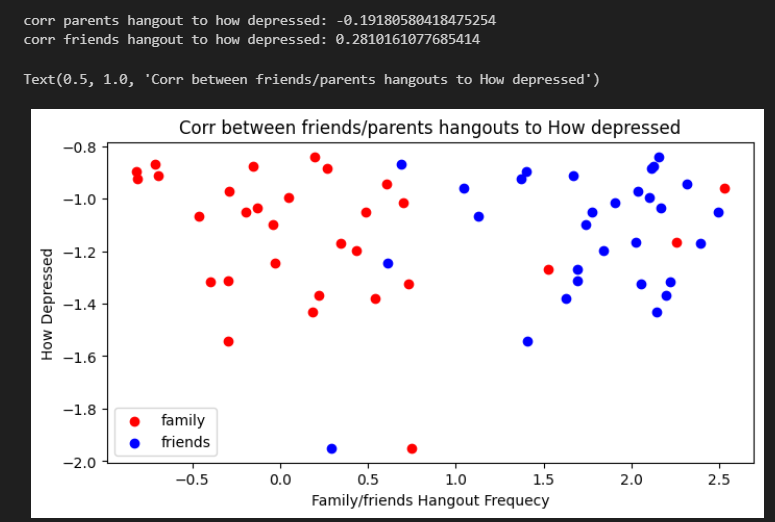 corr parents hangout to how depressed: -0.19180580418475254
corr friends hangout to how depressed: 0.2810161077685414
Text(0.5, 1.0, 'Corr between friends/parents hangouts to How depressed')
Corr between friends/parents hangouts to How depressed
How Depressed
−0.8
−1.0
−1.2
−1.4
−1.6
−1.8
−2.0
family
friends
−0.5
0.0
0.5
1.0
1.5
2.0
2.5
Family/friends Hangout Frequecy